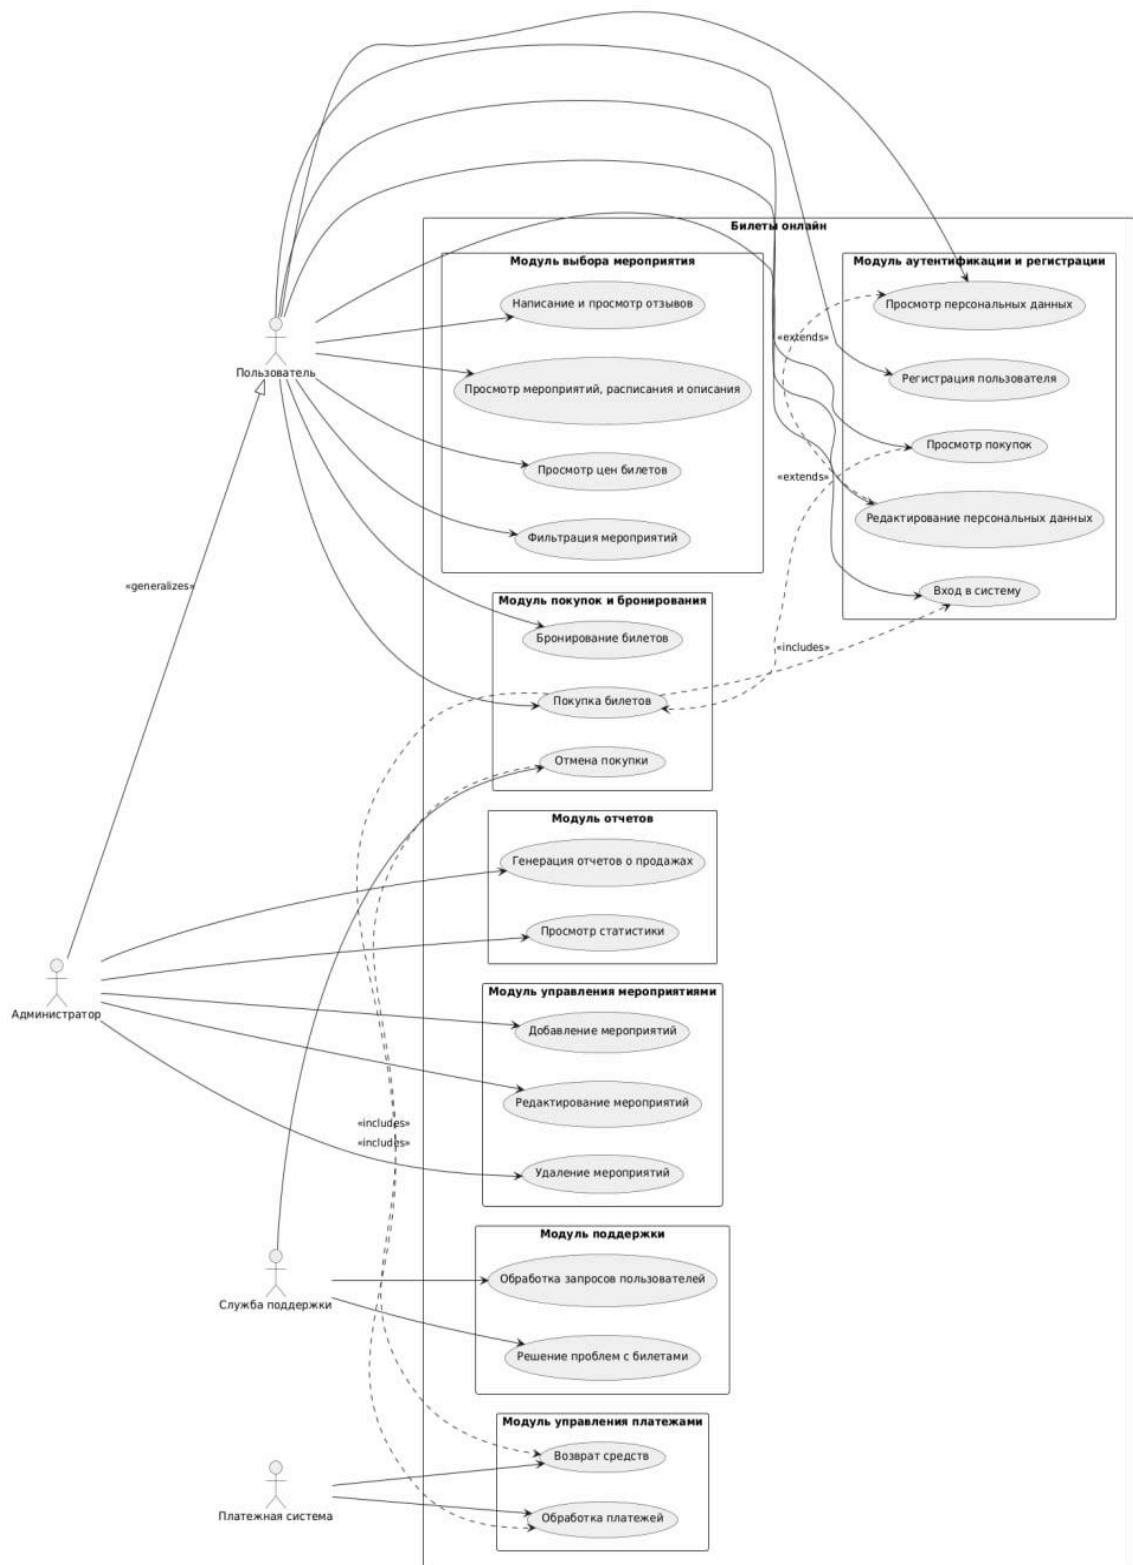 Билеты онлайн
Модуль выбора мероприятия
Модуль аутентификации и регистрации
Написание и просмотр отзывов
Просмотр персональных данных
«extends»
Пользователь
Просмотр мероприятий, расписания и описания
Регистрация пользователя
Просмотр покупок
Просмотр цен билетов
«extends»
Редактирование персональных данных
Фильтрация мероприятий
«generalizes»
Вход в систему
Модуль покупок и бронирования
Бронирование билетов
«includes»
Покупка билетов
Отмена покупки
Модуль отчетов
Генерация отчетов о продажах
Просмотр статистики
Администратор
Модуль управления мероприятиями
Добавление мероприятий
Редактирование мероприятий
«includes»
«includes»
Удаление мероприятий
Модуль поддержки
Обработка запросов пользователей
Служба поддержки
Решение проблем с билетами
Модуль управления платежами
Возврат средств
Платежная система
Обработка платежей